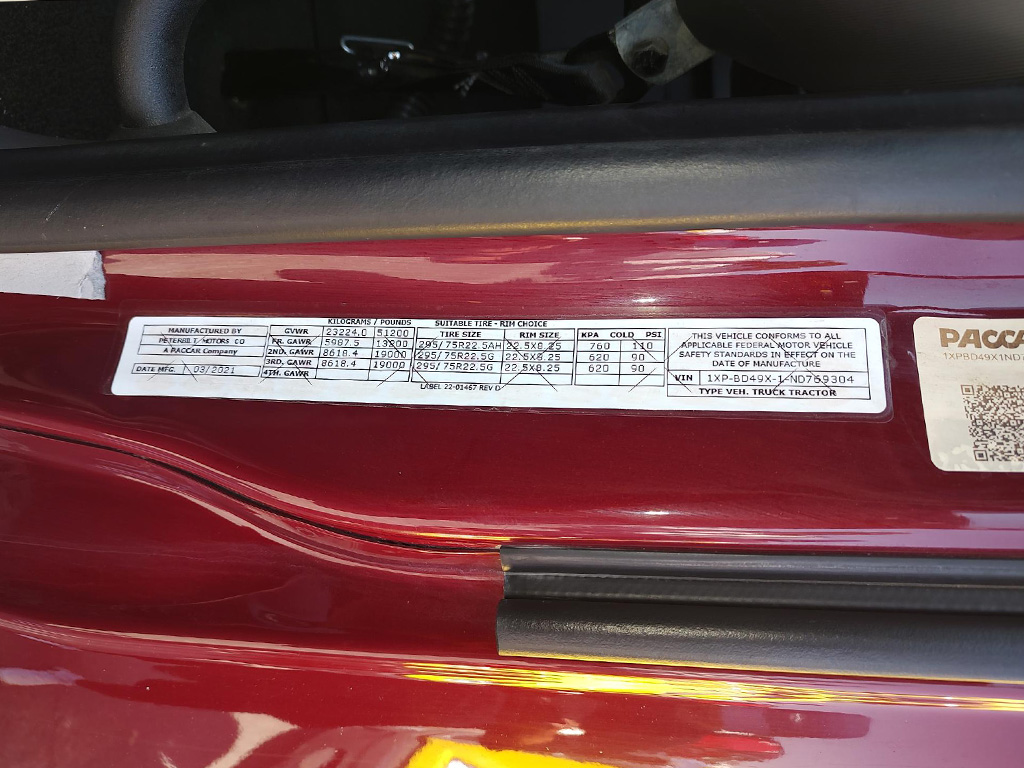 KILOGRAMS / POUNDS SUITABLE TIRE - RIM CHOICE
MANUFACTURED BY
PETERBILT MOTORS CO
A PACCAR Company
DATE MFG. 03/2021
GVWR 23224.0 51200 TIRE SIZE RIM SIZE KPA COLD PSI
FR. GAWR 5987.5 13200 295/75R22.5AH 22.5X8.25 760 110
2ND. GAWR 8618.4 19000 295/75R22.5G 22.5X8.25 620 90
3RD. GAWR 8618.4 19000 295/75R22.5G 22.5X8.25 620 90
4TH. GAWR
LABEL 22-01467 REV D
THIS VEHICLE CONFORMS TO ALL
APPLICABLE FEDERAL MOTOR VEHICLE
SAFETY STANDARDS IN EFFECT ON THE
DATE OF MANUFACTURE
VIN 1XP-BD49X-1-ND769304
TYPE VEH. TRUCK TRACTOR
PACCA
1XPBD49X1ND7